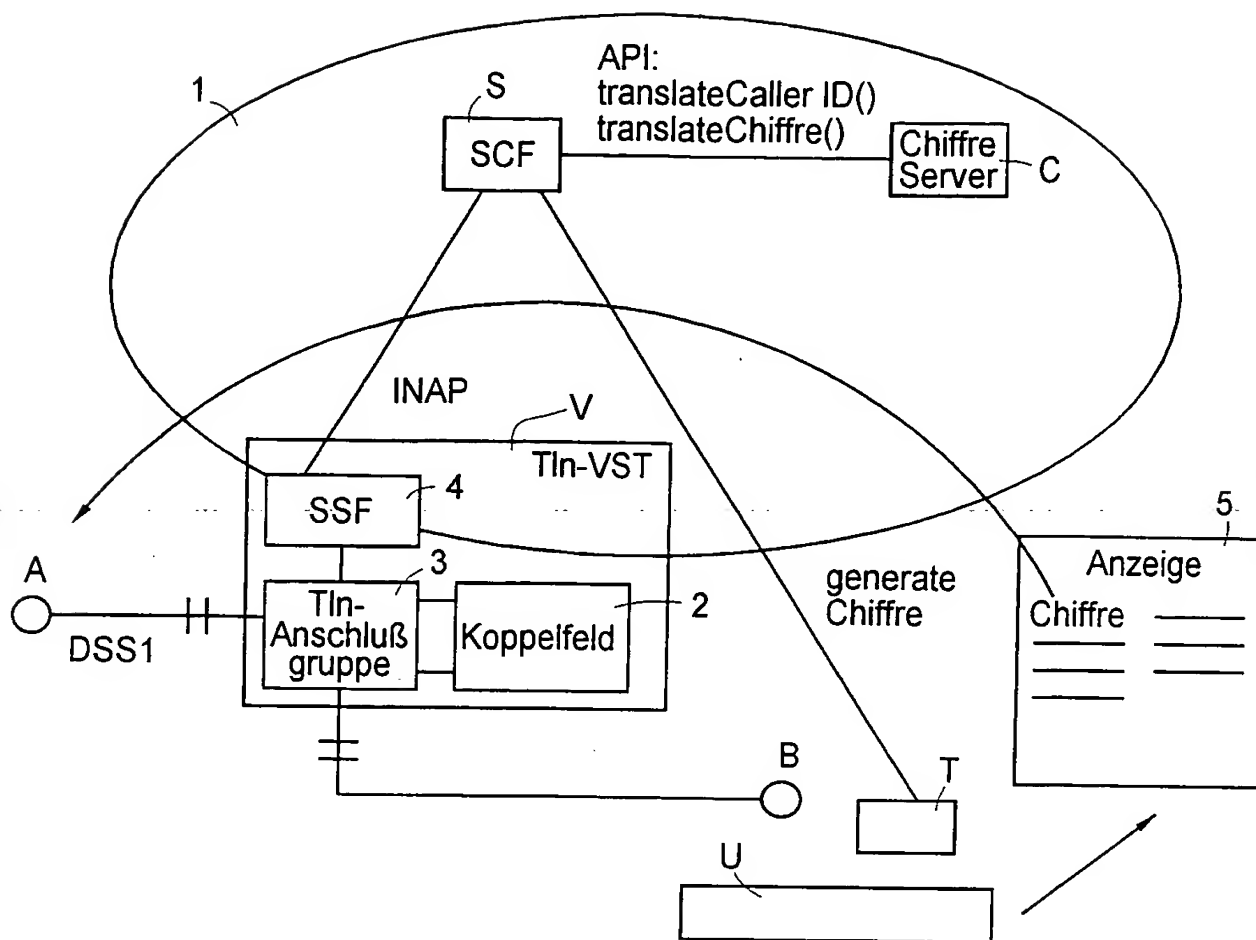 1
S
API:
translateCaller ID()
translateChiffre()
SCF
Chiffre
Server
C
INAP
V
Tln-VST
SSF
4
5
Anzeige
Chiffre
A
DSS1
3
Tln-
Anschluß
gruppe
Koppelfeld
2
generate
Chiffre
B
T
U